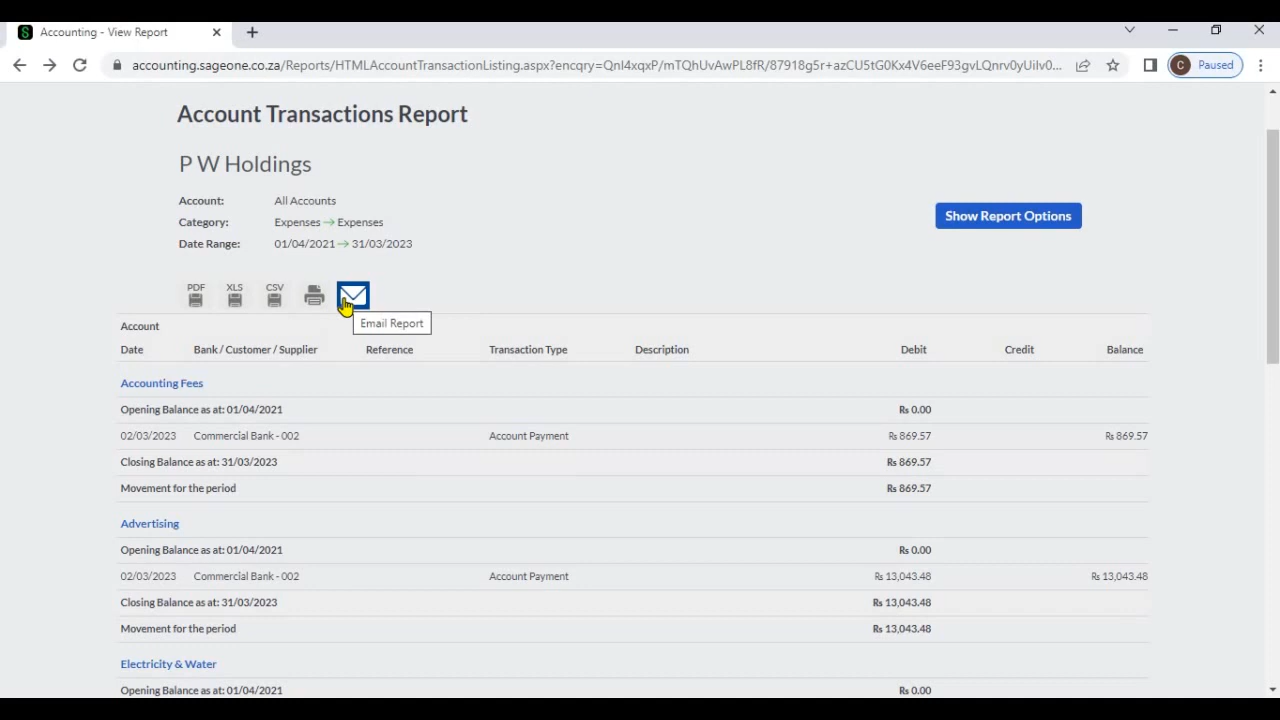 Accounting - View Report
accounting.sageone.co.za/Reports/HTMLAccountTransactionListing.aspx?encqry=QnI4xqxP/mTQhUvAwPL8fR/87918g5r+azCU5tG0Kx4V6eeF93gvLQnrv0yUilv0...
C Paused
Account Transactions Report
P W Holdings
Account: All Accounts
Category: Expenses → Expenses
Show Report Options
Date Range: 01/04/2021 → 31/03/2023
PDF XLS CSV
Email Report
Account
Date Bank / Customer / Supplier Reference Transaction Type Description Debit Credit Balance
Accounting Fees
Opening Balance as at: 01/04/2021 Rs 0.00
02/03/2023 Commercial Bank - 002 Account Payment Rs 869.57 Rs 869.57
Closing Balance as at: 31/03/2023 Rs 869.57
Movement for the period Rs 869.57
Advertising
Opening Balance as at: 01/04/2021 Rs 0.00
02/03/2023 Commercial Bank - 002 Account Payment Rs 13,043.48 Rs 13,043.48
Closing Balance as at: 31/03/2023 Rs 13,043.48
Movement for the period Rs 13,043.48
Electricity & Water
Opening Balance as at: 01/04/2021 Rs 0.00